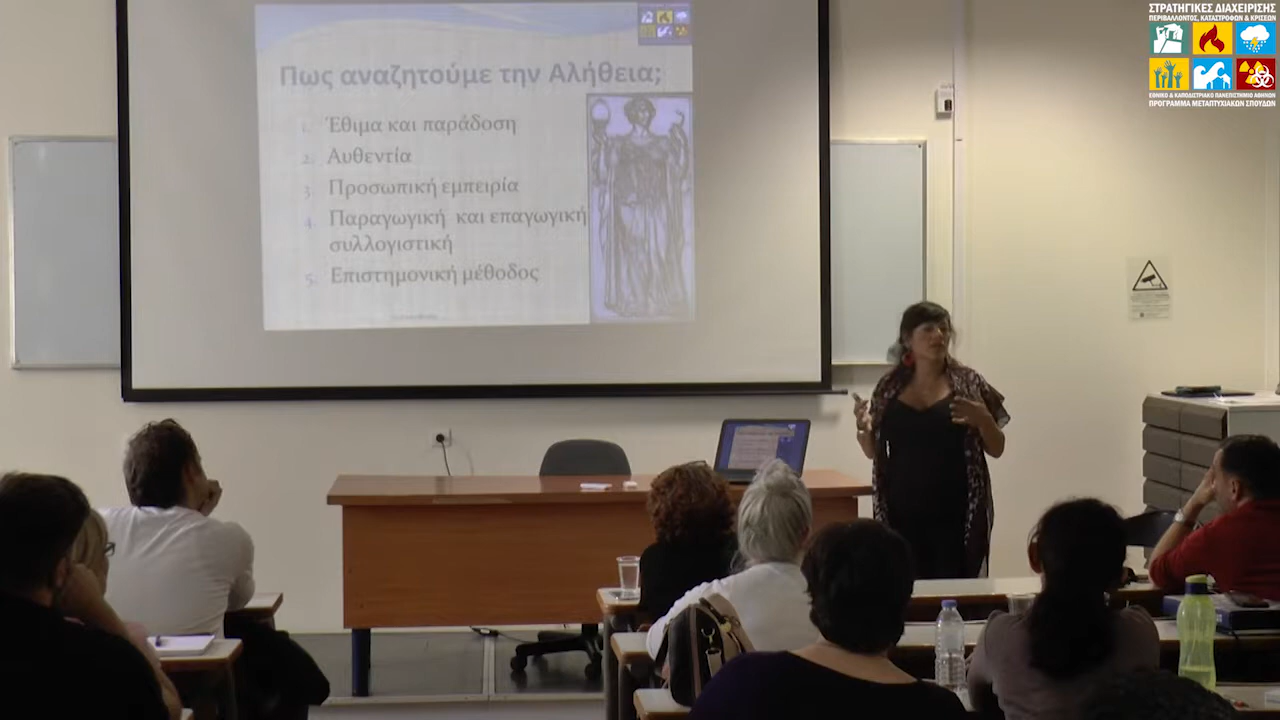 Πως αναζητούμε την Αλήθεια;
1. Έθιμα και παράδοση
2. Αυθεντία
3. Προσωπική εμπειρία
4. Παραγωγική και επαγωγική
συλλογιστική
5. Επιστημονική μέθοδος
ΣΤΡΑΤΗΓΙΚΕΣ ΔΙΑΧΕΙΡΙΣΗΣ
ΠΕΡΙΒΑΛΛΟΝΤΟΣ, ΚΑΤΑΣΤΡΟΦΩΝ & ΚΡΙΣΕΩΝ
ΕΘΝΙΚΟ & ΚΑΠΟΔΙΣΤΡΙΑΚΟ ΠΑΝΕΠΙΣΤΗΜΙΟ ΑΘΗΝΩΝ
ΠΡΟΓΡΑΜΜΑ ΜΕΤΑΠΤΥΧΙΑΚΩΝ ΣΠΟΥΔΩΝ